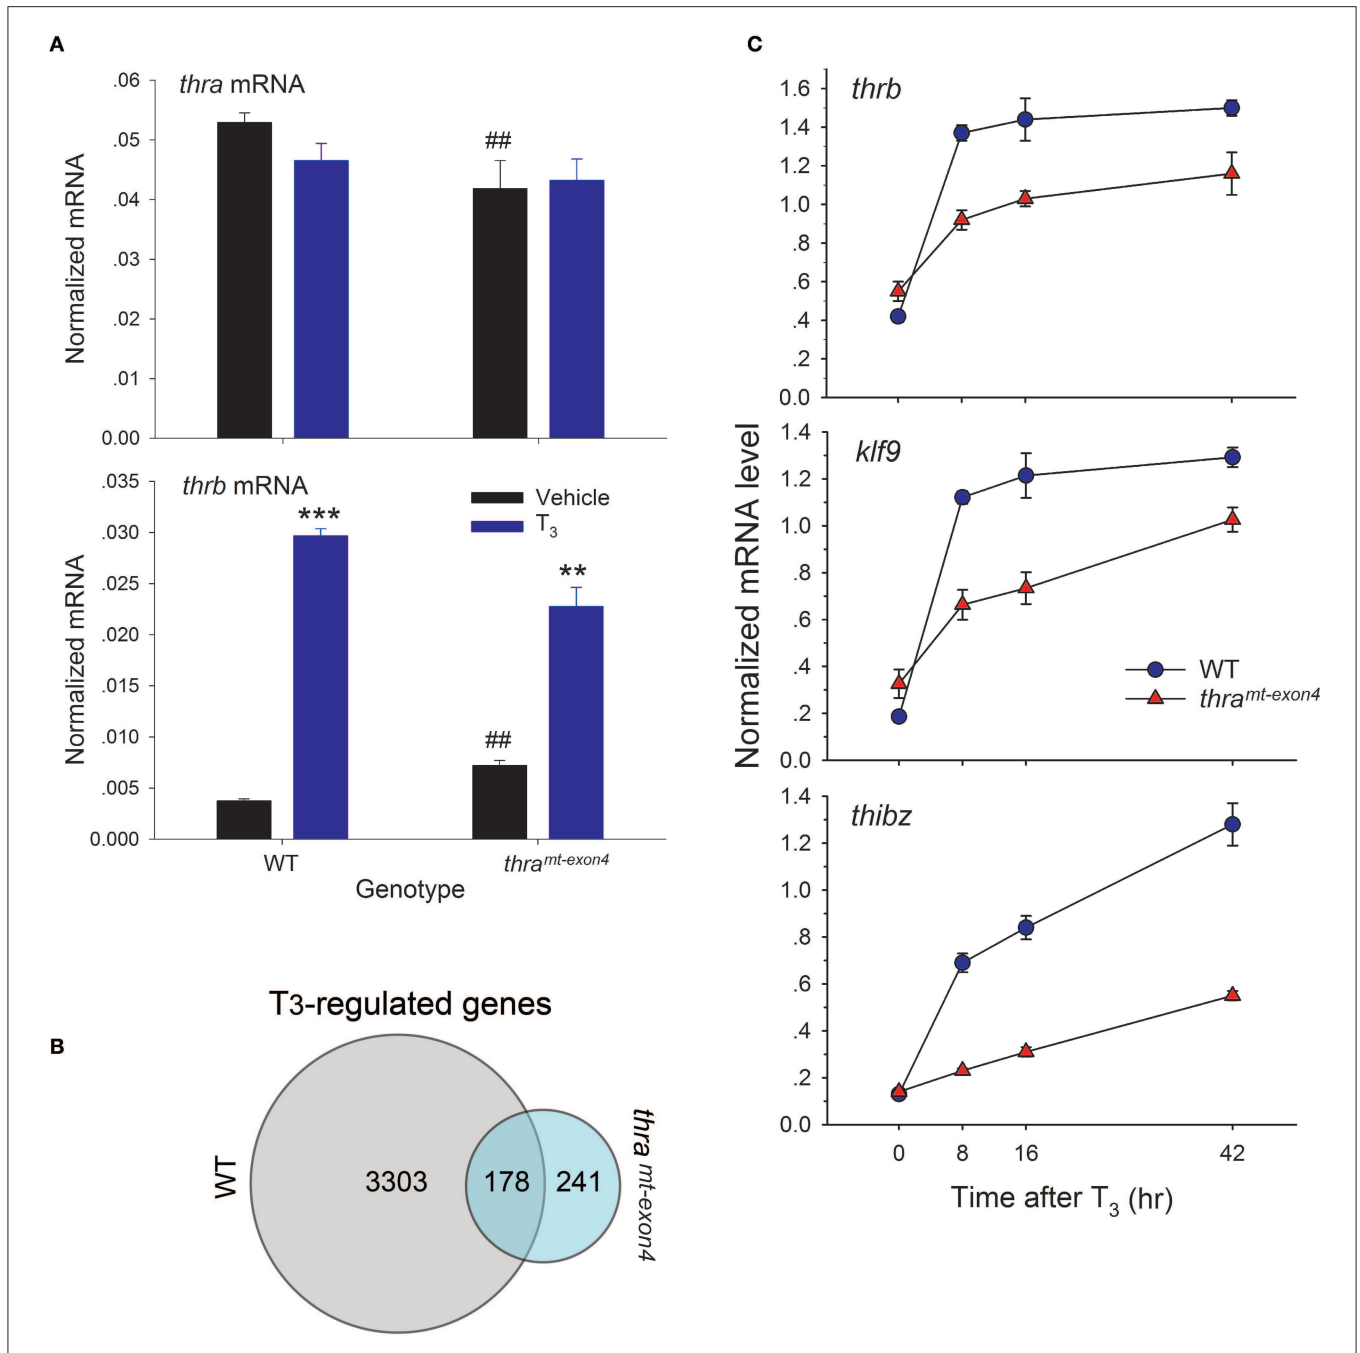 A
thra mRNA
.06
.05
.04
.03
.02
.01
0.00
Normalized mRNA
##
thrb mRNA
.035
.030
.025
.020
.015
.010
.005
0.000
Normalized mRNA
***
**
##
Vehicle
T3
WT
thra mt-exon4
Genotype
B
T3-regulated genes
WT
3303
178
241
thra mt-exon4
C
Normalized mRNA level
thrb
1.6
1.4
1.2
1.0
.8
.6
.4
.2
0.0
klf9
1.4
1.2
1.0
.8
.6
.4
.2
0.0
WT
thra mt-exon4
thibz
1.4
1.2
1.0
.8
.6
.4
.2
0.0
0 8 16 42
Time after T3 (hr)